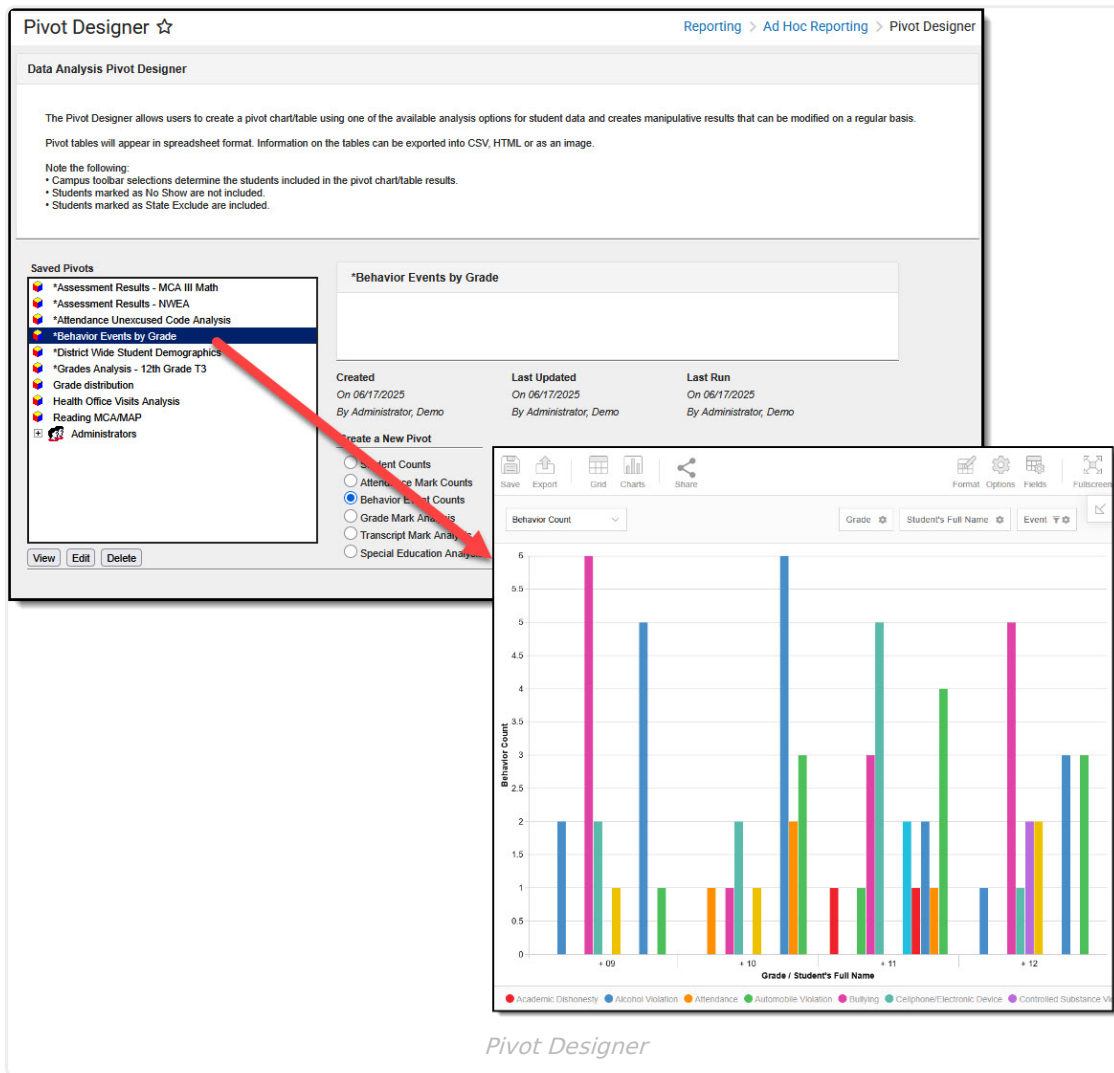 Pivot Designer ☆
Reporting > Ad Hoc Reporting > Pivot Designer
Data Analysis Pivot Designer
The Pivot Designer allows users to create a pivot chart/table using one of the available analysis options for student data and creates manipulative results that can be modified on a regular basis.
Pivot tables will appear in spreadsheet format. Information on the tables can be exported into CSV, HTML or as an image.
Note the following:
• Campus toolbar selections determine the students included in the pivot chart/table results.
• Students marked as No Show are not included.
• Students marked as State Exclude are included.
Saved Pivots
*Assessment Results - MCA III Math
*Assessment Results - NWEA
*Attendance Unexcused Code Analysis
*Behavior Events by Grade
*District Wide Student Demographics
*Grades Analysis - 12th Grade T3
Grade distribution
Health Office Visits Analysis
Reading MCA/MAP
Administrators
View Edit Delete
*Behavior Events by Grade
Created Last Updated Last Run
On 06/17/2025 On 06/17/2025 On 06/17/2025
By Administrator, Demo By Administrator, Demo By Administrator, Demo
Create a New Pivot
Student Counts
Attendance Mark Counts
Behavior Event Counts
Grade Mark Analysis
Transcript Mark Analysis
Special Education Analysis
Save Export Grid Charts Share Format Options Fields Fullscreen
Behavior Count Grade Student's Full Name Event
6
5.5
5
4.5
4
3.5
3
2.5
2
1.5
1
0.5
0
Behavior Count
+ 09 + 10 + 11 + 12
Grade / Student's Full Name
Academic Dishonesty Alcohol Violation Attendance Automobile Violation Bullying Cellphone/Electronic Device Controlled Substance Vi
Pivot Designer